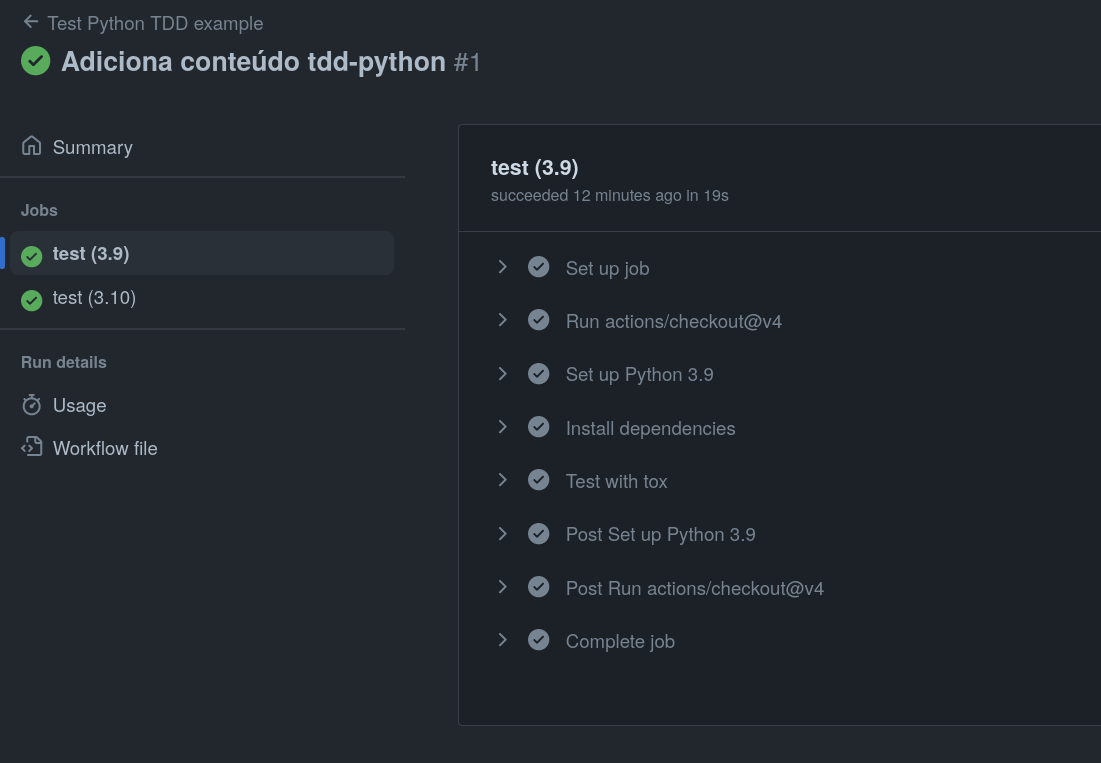 Test Python TDD example
Adiciona conteúdo tdd-python #1
Summary
Jobs
test (3.9)
test (3.10)
Run details
Usage
Workflow file
test (3.9)
succeeded 12 minutes ago in 19s
Set up job
Run actions/checkout@v4
Set up Python 3.9
Install dependencies
Test with tox
Post Set up Python 3.9
Post Run actions/checkout@v4
Complete job